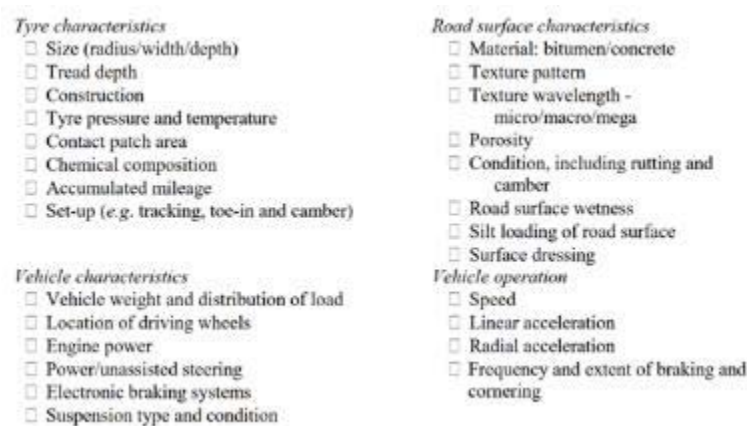 Tyre characteristics
□ Size (radius/width/depth)
□ Tread depth
□ Construction
□ Tyre pressure and temperature
□ Contact patch area
□ Chemical composition
□ Accumulated mileage
□ Set-up (e.g. tracking, toe-in and camber)
Road surface characteristics
□ Material: bitumen/concrete
□ Texture pattern
□ Texture wavelength -
micro/macro/mega
□ Porosity
□ Condition, including rutting and
camber
□ Road surface wetness
□ Silt loading of road surface
□ Surface dressing
Vehicle characteristics
□ Vehicle weight and distribution of load
□ Location of driving wheels
□ Engine power
□ Power/unassisted steering
□ Electronic braking systems
□ Suspension type and condition
Vehicle operation
□ Speed
□ Linear acceleration
□ Radial acceleration
□ Frequency and extent of braking and
cornering